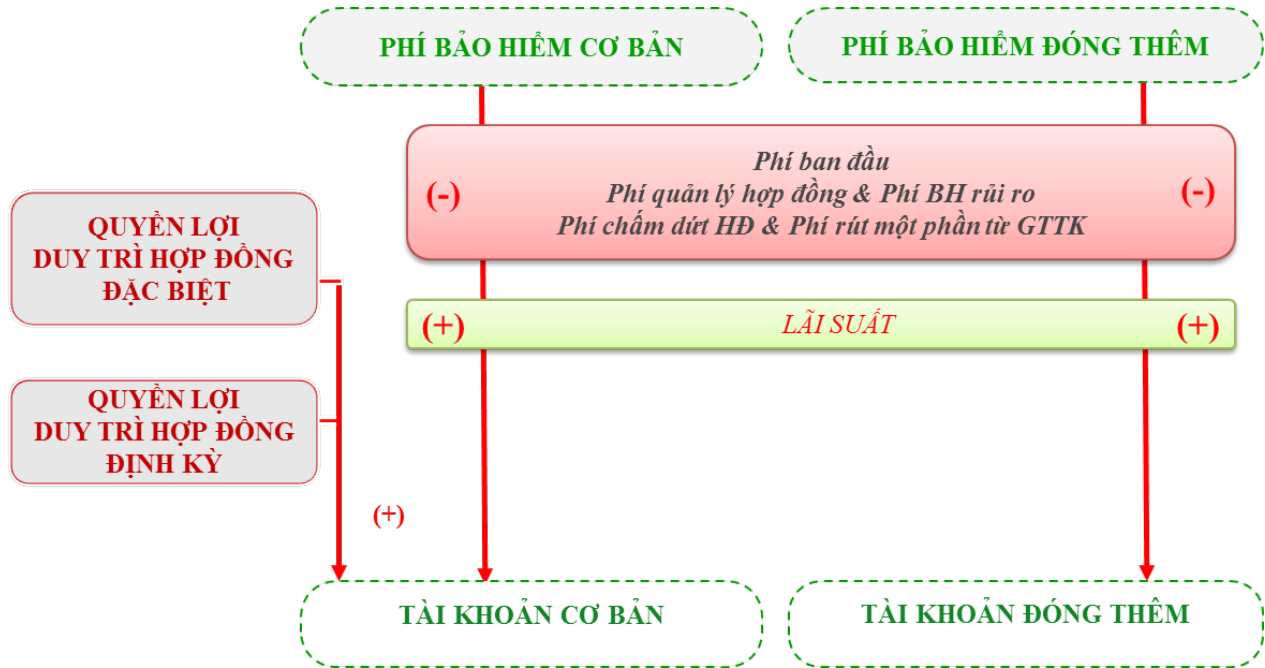 PHÍ BẢO HIỂM CƠ BẢN
PHÍ BẢO HIỂM ĐÓNG THÊM
Phí ban đầu
(-)
Phí quản lý hợp đồng & Phí BH rủi ro
(-)
Phí chấm dứt HĐ & Phí rút một phần từ GTTK
QUYỀN LỢI
DUY TRÌ HỢP ĐỒNG
ĐẶC BIỆT
(+)
LÃI SUẤT
(+)
QUYỀN LỢI
DUY TRÌ HỢP ĐỒNG
ĐỊNH KỲ
(+)
TÀI KHOẢN CƠ BẢN
TÀI KHOẢN ĐÓNG THÊM